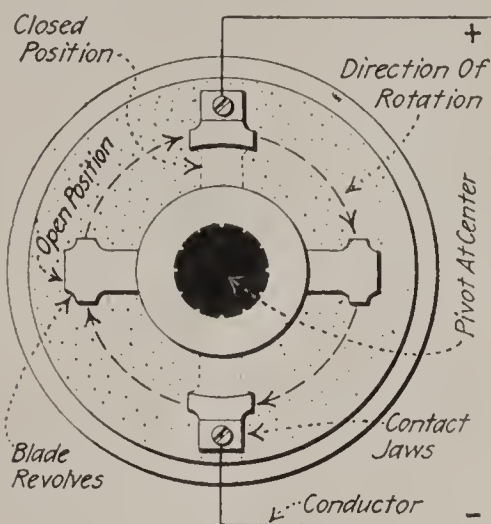 Closed
Position
+
Direction Of
Rotation
Open Position
Pivot At Center
Blade
Revolves
Contact
Jaws
Conductor
-